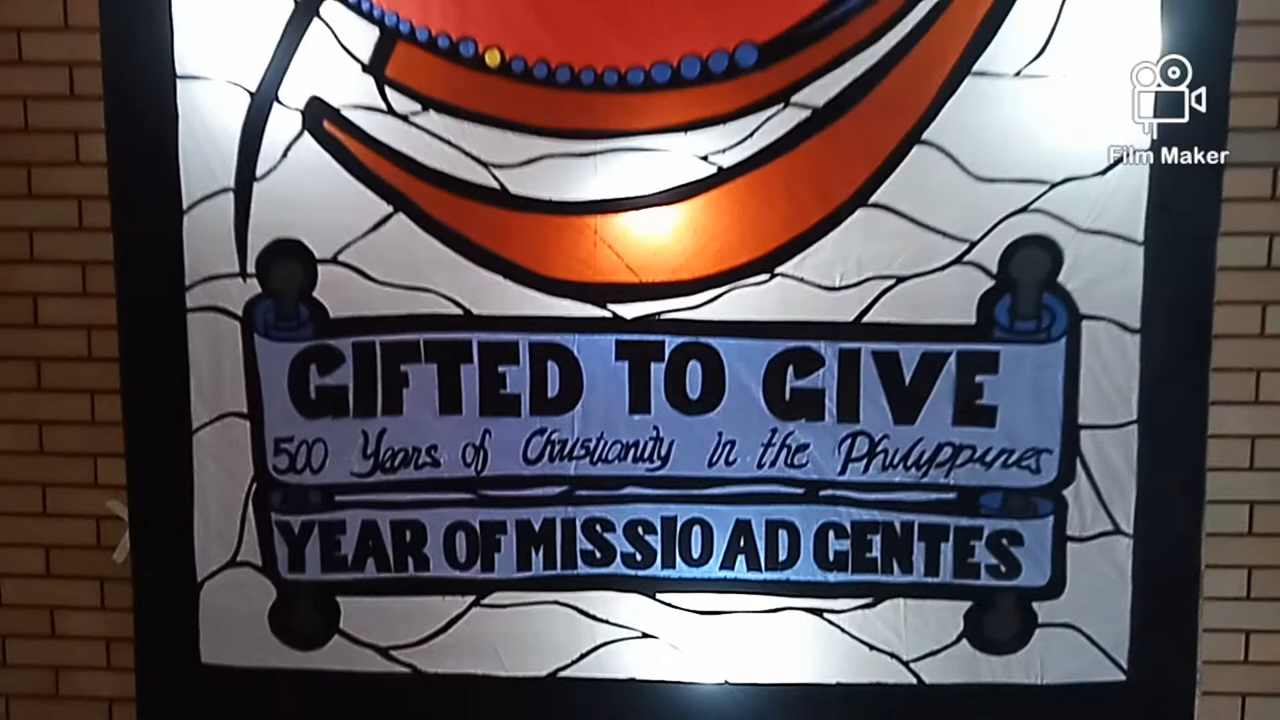 Film Maker
GIFTED TO GIVE
500 Years of Christianity in the Philippines
YEAR OF MISSIO AD GENTES